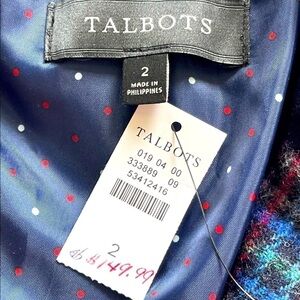 TALBOTS
2
MADE IN
PHILIPPINES
TALBOTS
019 04 00
333889 09
53412416
2
$149.99